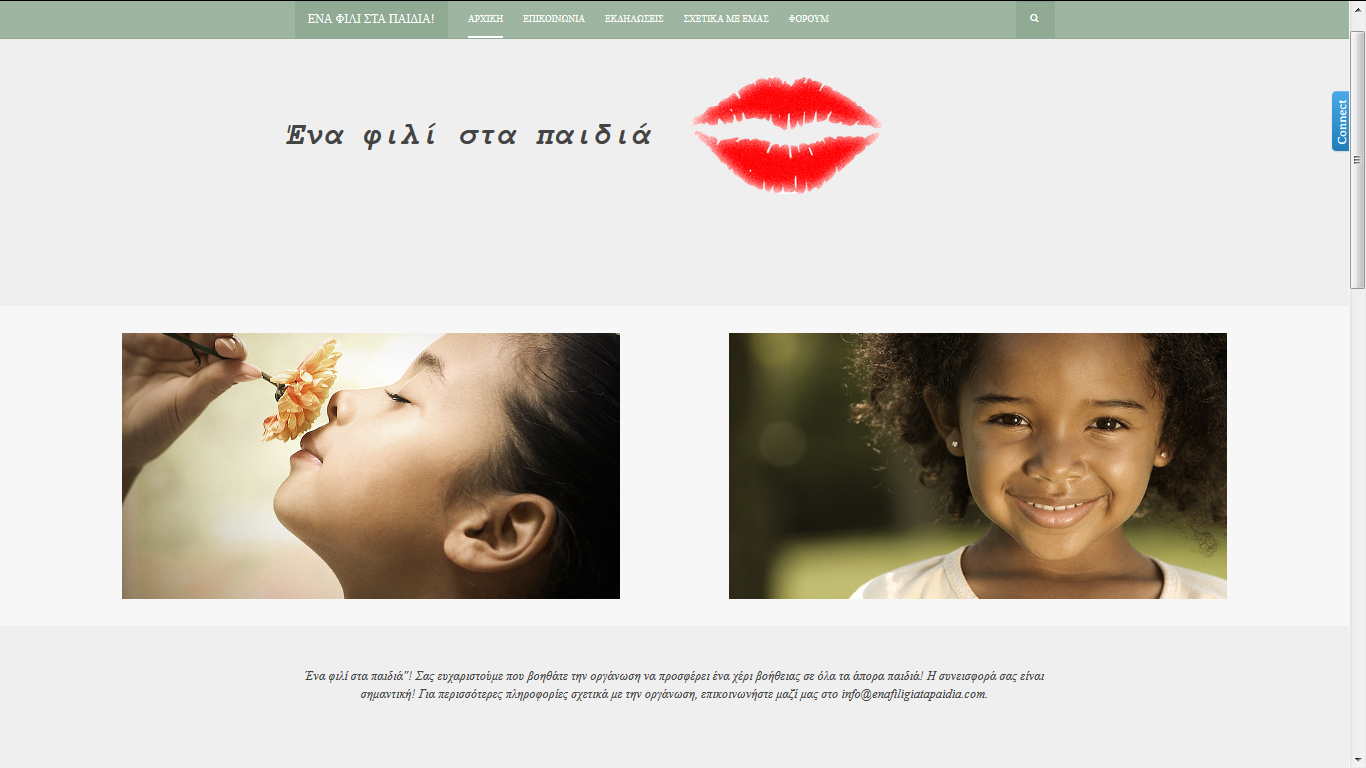 ΕΝΑ ΦΙΛΙ ΣΤΑ ΠΑΙΔΙΑ! ΑΡΧΙΚΗ ΕΠΙΚΟΙΝΩΝΙΑ ΕΚΔΗΛΩΣΕΙΣ ΣΧΕΤΙΚΑ ΜΕ ΕΜΑΣ ΦΟΡΟΥΜ
Ένα φιλί στα παιδιά
Connect
Ένα φιλί στα παιδιά"! Σας ευχαριστούμε που βοηθάτε την οργάνωση να προσφέρει ένα χέρι βοήθειας σε όλα τα άπορα παιδιά! Η συνεισφορά σας είναι
σημαντική! Για περισσότερες πληροφορίες σχετικά με την οργάνωση, επικοινωνήστε μαζί μας στο info@enafiligiatapaidia.com.